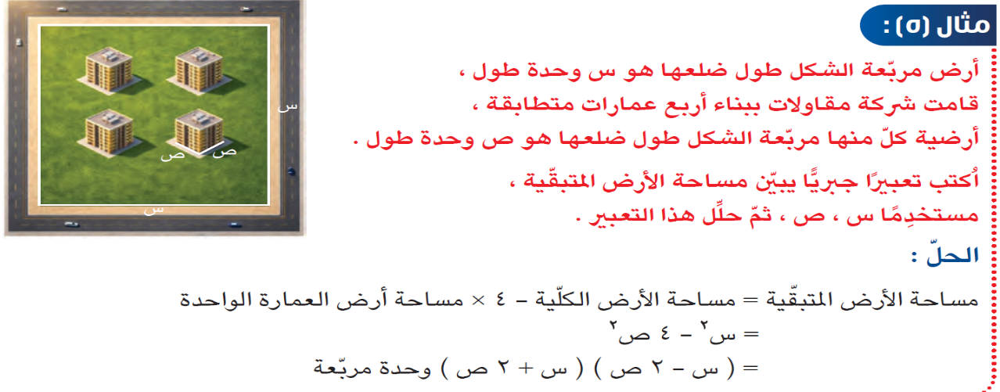 مثال (٥) :
أرض مربّعة الشكل طول ضلعها هو س وحدة طول ،
قامت شركة مقاولات ببناء أربع عمارات متطابقة ،
أرضية كلّ منها مربّعة الشكل طول ضلعها هو ص وحدة طول .
اُكتب تعبيرًا جبريًّا يبيّن مساحة الأرض المتبقّية ،
مستخدِمًا س ، ص ، ثمّ حلِّل هذا التعبير .
س
ص
ص
س
الحلّ :
مساحة الأرض المتبقّية = مساحة الأرض الكلّية – ٤ × مساحة أرض العمارة الواحدة
= س٢ – ٤ ص٢
= ( س – ٢ ص ) ( س + ٢ ص ) وحدة مربّعة